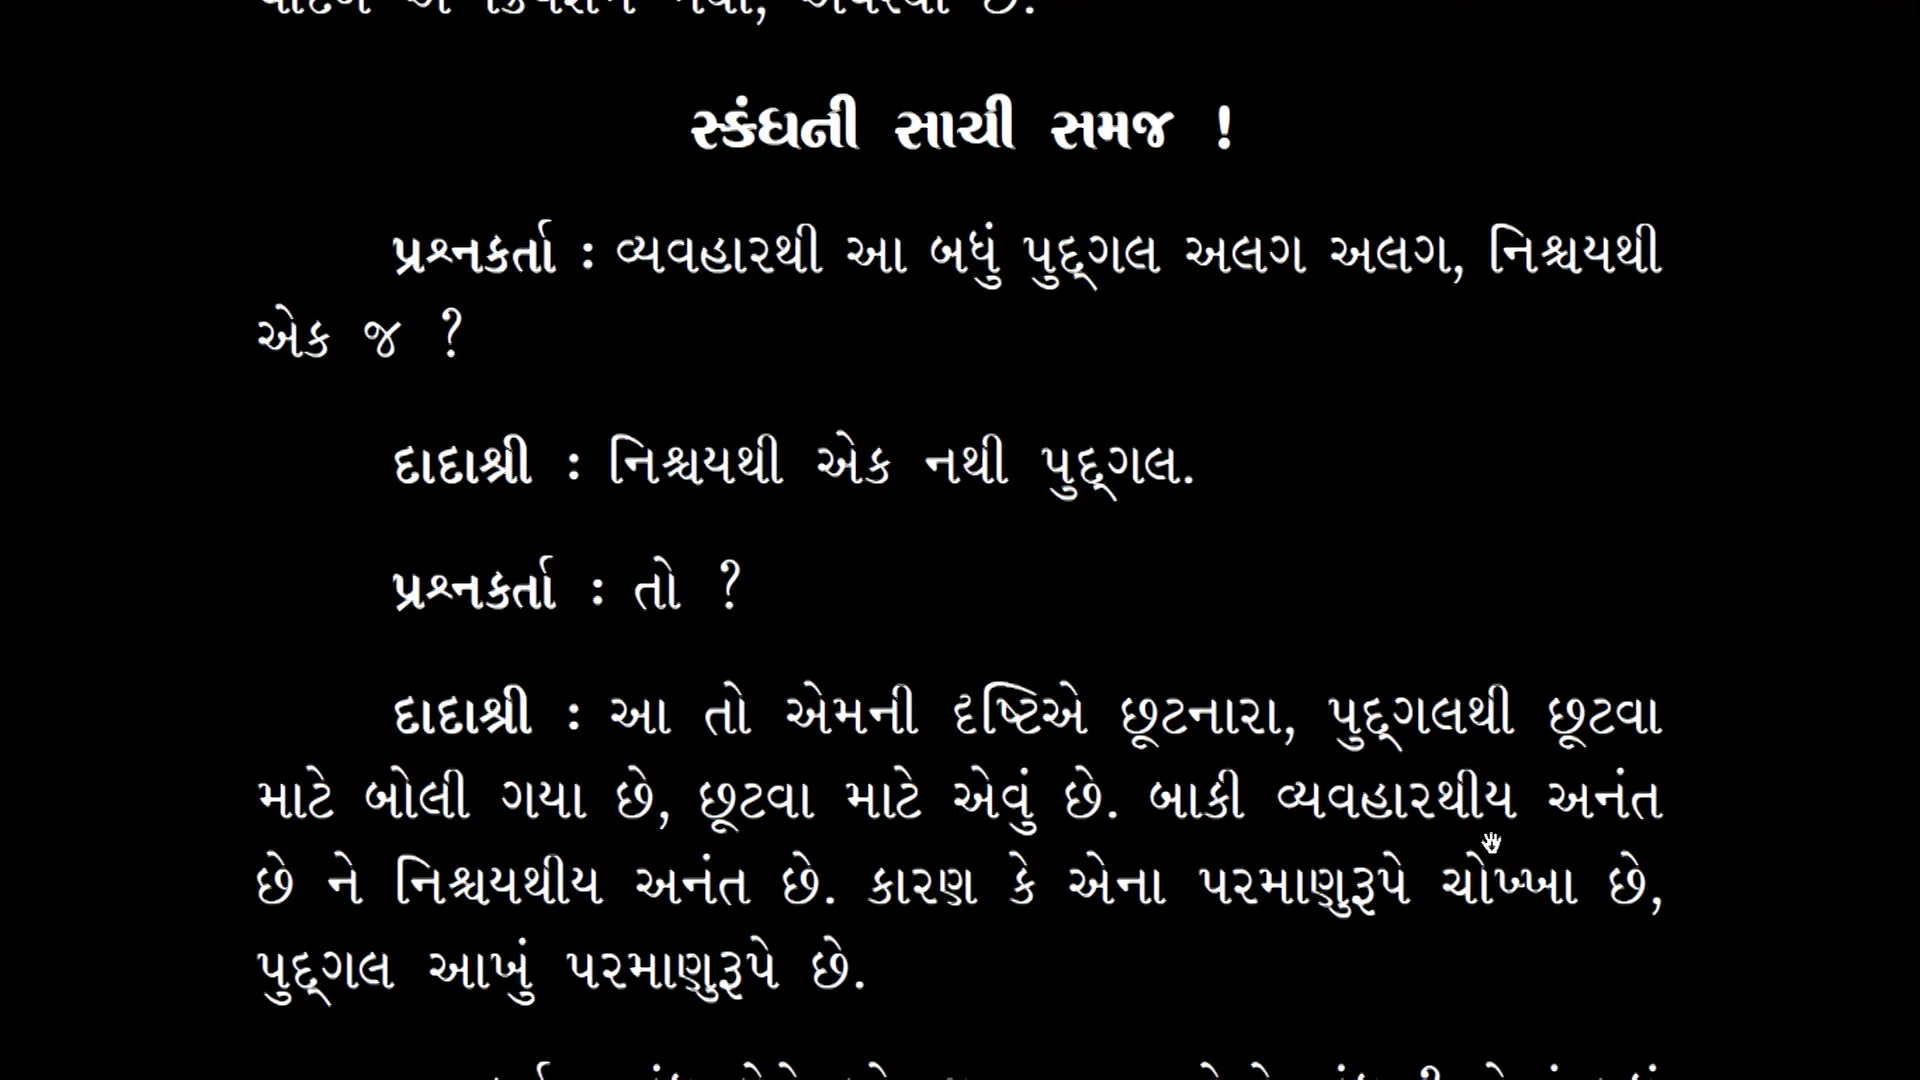 સ્કંધની સાચી સમજ !
પ્રશ્નકર્તા : વ્યવહારથી આ બધું પુદ્ગલ અલગ અલગ, નિશ્ચયથી
એક જ ?
દાદાશ્રી : નિશ્ચયથી એક નથી પુદ્ગલ.
પ્રશ્નકર્તા : તો ?
દાદાશ્રી : આ તો એમની દૃષ્ટિએ છૂટનારા, પુદ્ગલથી છૂટવા
માટે બોલી ગયા છે, છૂટવા માટે એવું છે. બાકી વ્યવહારથીય અનંત
છે ને નિશ્ચયથીય અનંત છે. કારણ કે એના પરમાણુરૂપે ચોખ્ખા છે,
પુદ્ગલ આખું પરમાણુરૂપે છે.